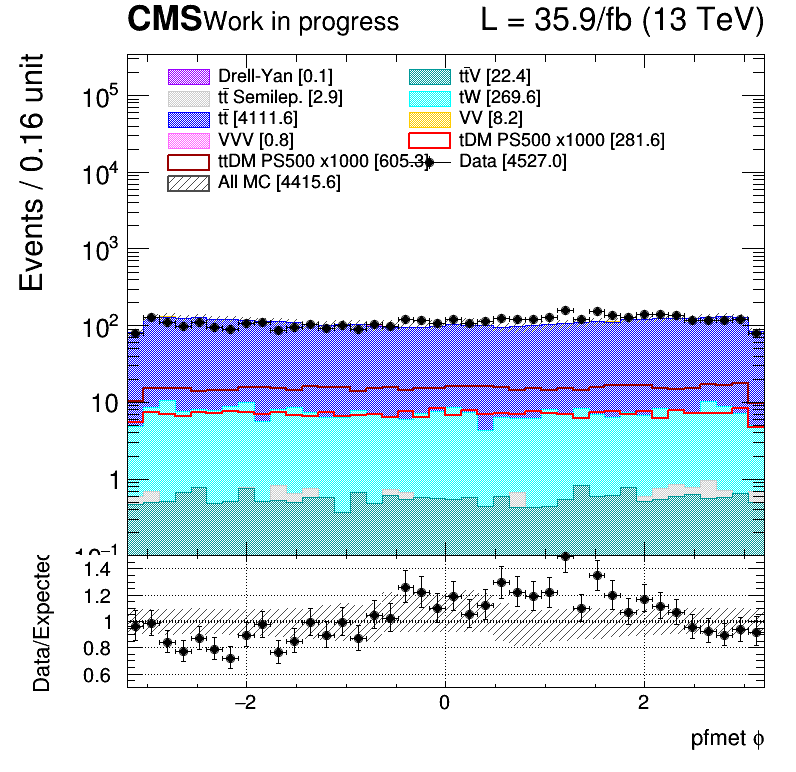 CMS Work in progress L = 35.9/fb (13 TeV)
Events / 0.16 unit
Drell-Yan [0.1]
tt̄ Semilep. [2.9]
tt̄ [4111.6]
VVV [0.8]
ttDM PS500 x1000 [605.3]
All MC [4415.6]
tt̄V [22.4]
tW [269.6]
VV [8.2]
tDM PS500 x1000 [281.6]
Data [4527.0]
10⁵
10⁴
10³
10²
10
1
10⁻¹
Data/Expected
1.4
1.2
1
0.8
0.6
−2 0 2
pfmet ϕ